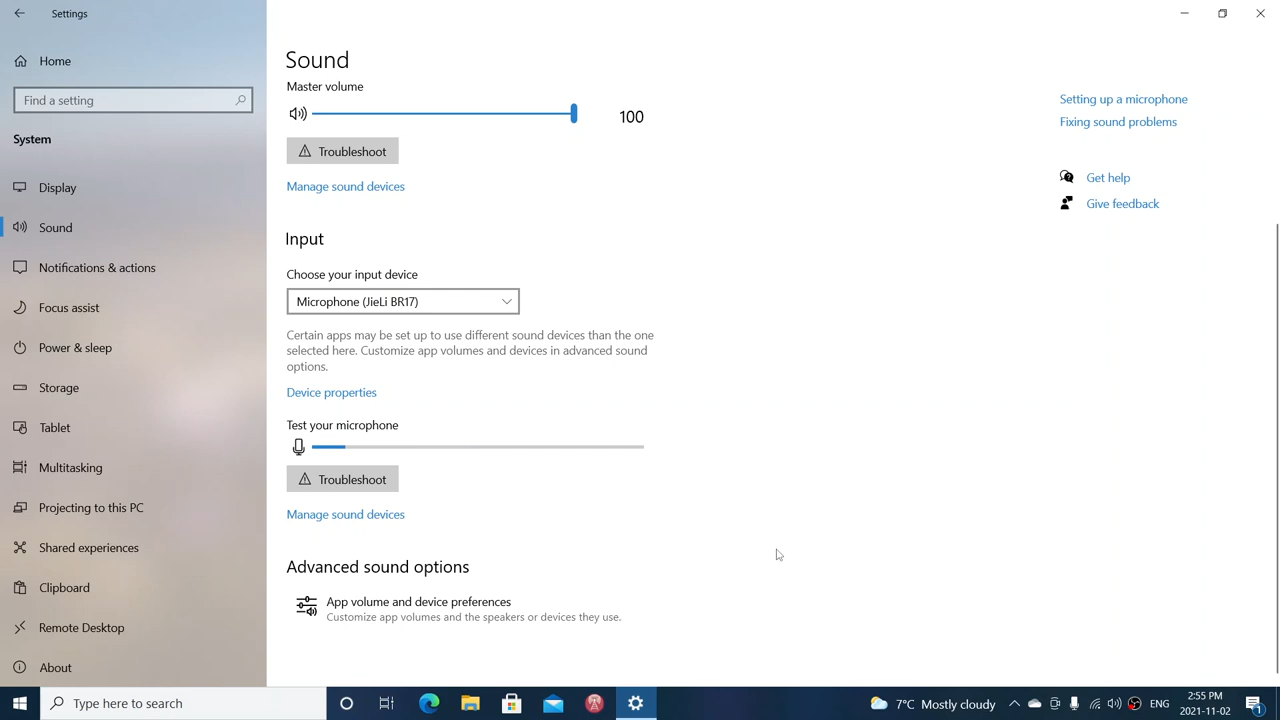 Settings
Home
Find a setting
System
Display
Sound
Notifications & actions
Focus assist
Power & sleep
Storage
Tablet
Multitasking
Projecting to this PC
Shared experiences
Clipboard
Remote Desktop
About
Sound
Master volume
100
Troubleshoot
Manage sound devices
Input
Choose your input device
Microphone (JieLi BR17)
Certain apps may be set up to use different sound devices than the one
selected here. Customize app volumes and devices in advanced sound
options.
Device properties
Test your microphone
Troubleshoot
Manage sound devices
Advanced sound options
App volume and device preferences
Customize app volumes and the speakers or devices they use.
Setting up a microphone
Fixing sound problems
Get help
Give feedback
Type here to search
7°C Mostly cloudy
ENG
2:55 PM
2021-11-02
1